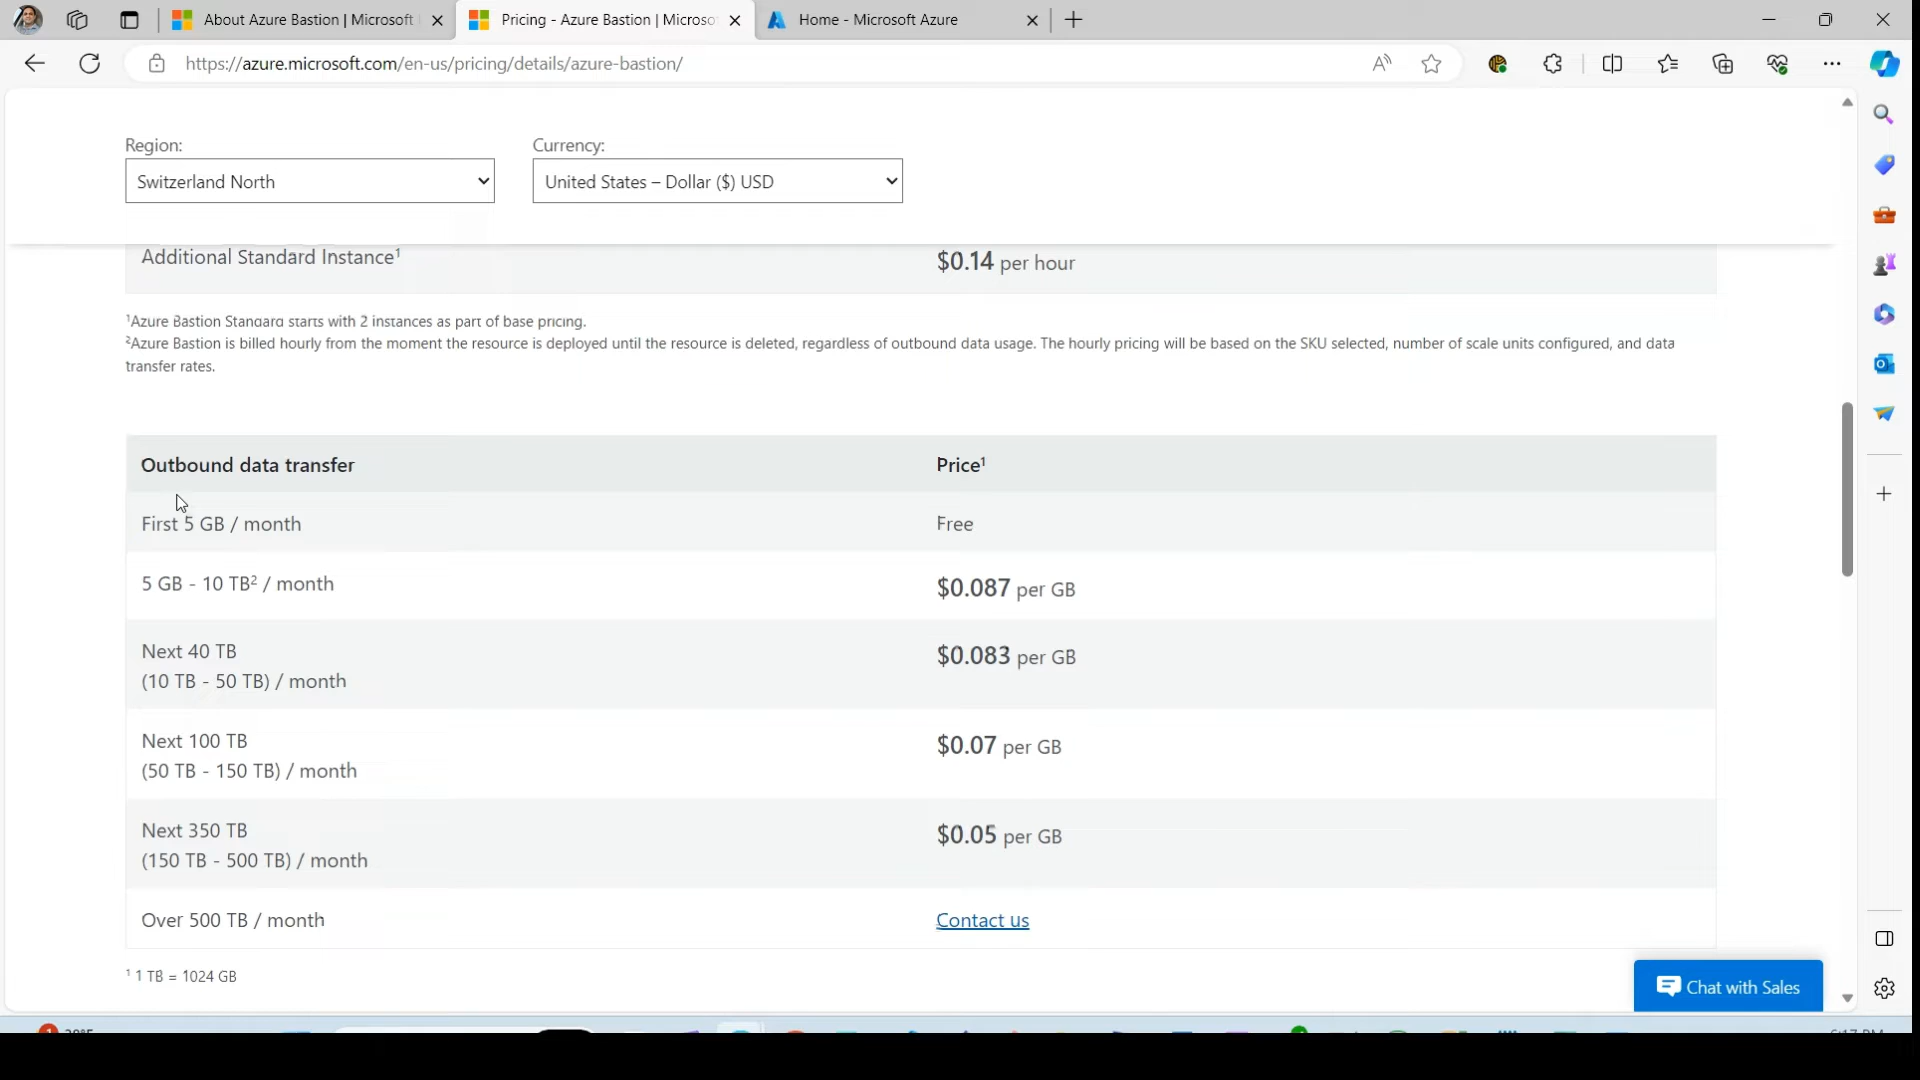 About Azure Bastion | Microsoft
Pricing - Azure Bastion | Microso
Home - Microsoft Azure
https://azure.microsoft.com/en-us/pricing/details/azure-bastion/
Region:
Currency:
Switzerland North
United States – Dollar ($) USD
Additional Standard Instance¹
$0.14 per hour
¹Azure Bastion Standard starts with 2 instances as part of base pricing.
²Azure Bastion is billed hourly from the moment the resource is deployed until the resource is deleted, regardless of outbound data usage. The hourly pricing will be based on the SKU selected, number of scale units configured, and data
transfer rates.
Outbound data transfer
Price¹
First 5 GB / month
Free
5 GB - 10 TB² / month
$0.087 per GB
Next 40 TB
(10 TB - 50 TB) / month
$0.083 per GB
Next 100 TB
(50 TB - 150 TB) / month
$0.07 per GB
Next 350 TB
(150 TB - 500 TB) / month
$0.05 per GB
Over 500 TB / month
Contact us
¹ 1 TB = 1024 GB
Chat with Sales